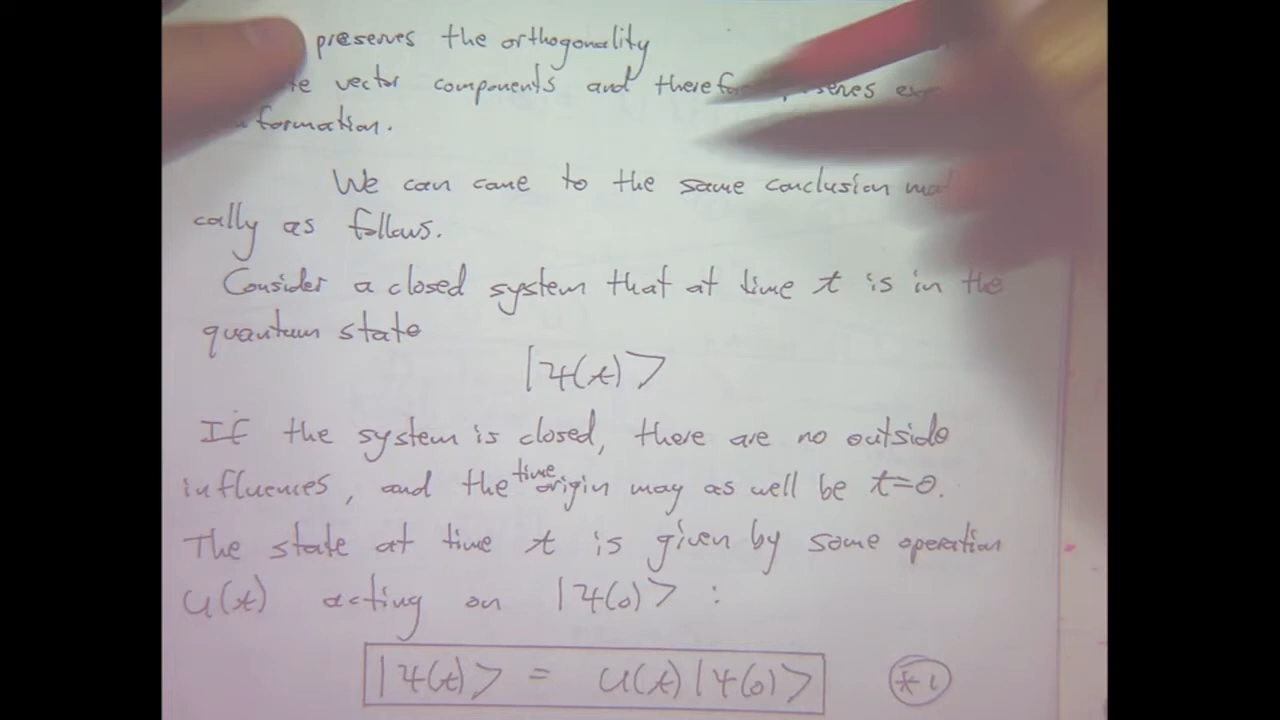 preserves the orthogonality
vector components and
formation.
We can come to the same conclusion
cally as follows.
Consider a closed system that at time t is in the
quantum state
|Ψ(t)>
If the system is closed, there are no outside
influences, and the time origin may as well be t=0.
The state at time t is given by some operation
U(t) acting on |Ψ(0)> :
|Ψ(t)> = U(t)|Ψ(0)> *1